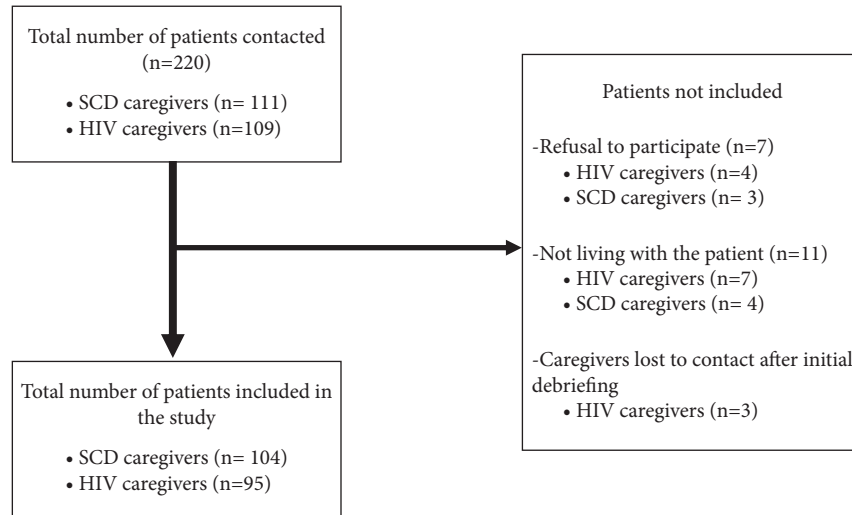 Total number of patients contacted
(n=220)
• SCD caregivers (n= 111)
• HIV caregivers (n=109)
Patients not included
-Refusal to participate (n=7)
• HIV caregivers (n=4)
• SCD caregivers (n= 3)
-Not living with the patient (n=11)
• HIV caregivers (n=7)
• SCD caregivers (n= 4)
-Caregivers lost to contact after initial
debriefing
• HIV caregivers (n=3)
Total number of patients included in
the study
• SCD caregivers (n= 104)
• HIV caregivers (n=95)